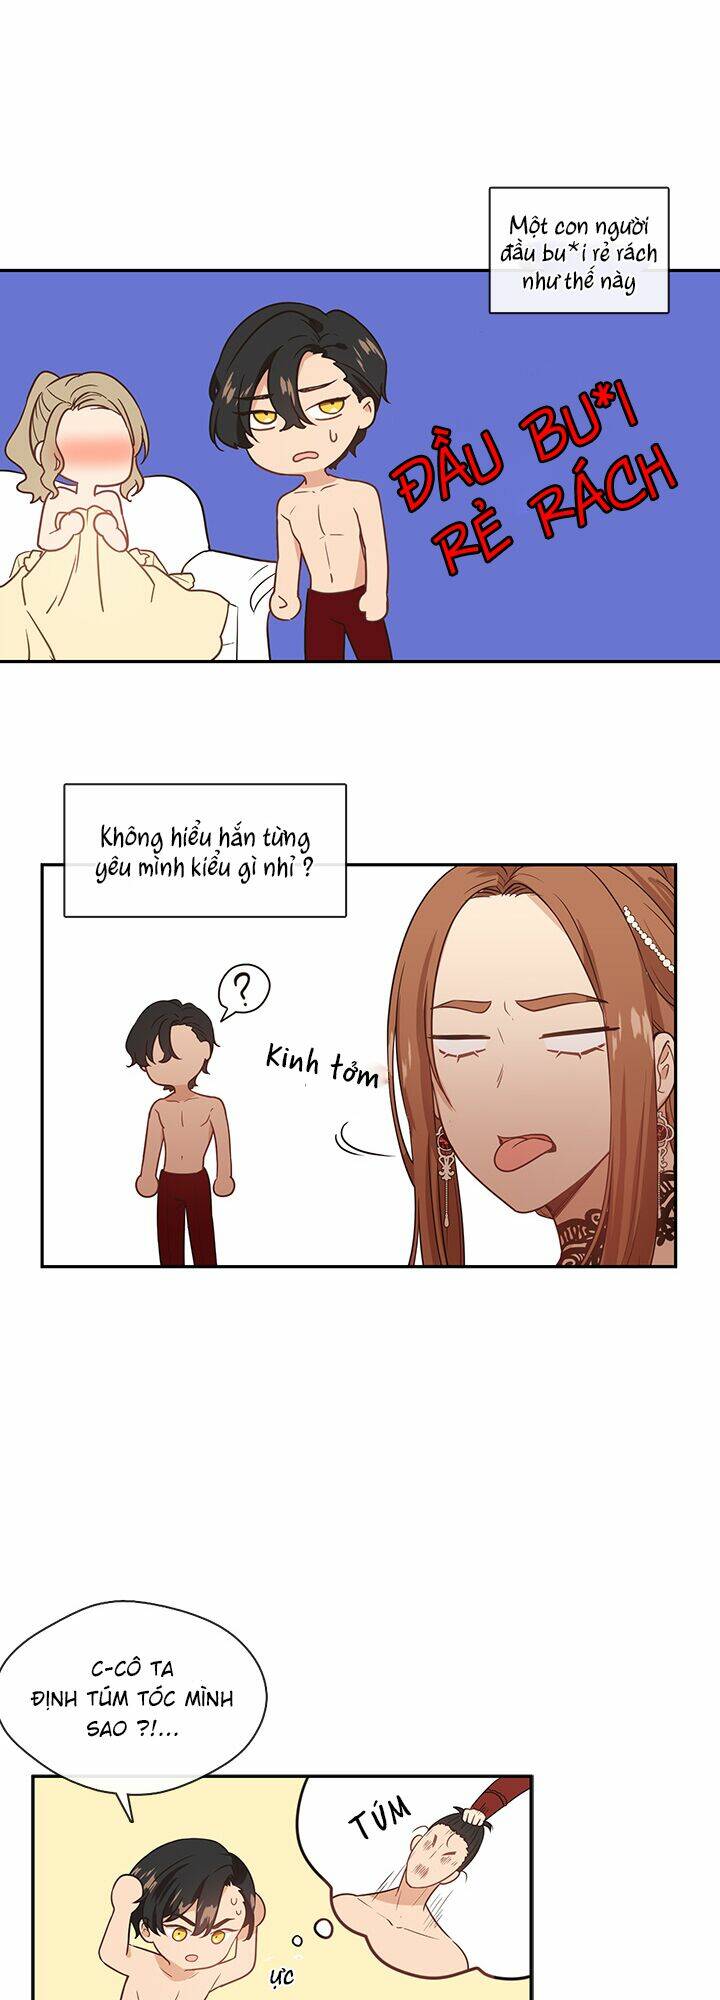 Một con người
đầu bu*i rẻ rách
như thế này
ĐẦU BU*I
RẺ RÁCH
Không hiểu hắn từng
yêu mình kiểu gì nhỉ ?
?
Kinh tởm
C-CÔ TA
ĐỊNH TÚM TÓC MÌNH
SAO ?!...
TÚM
ực